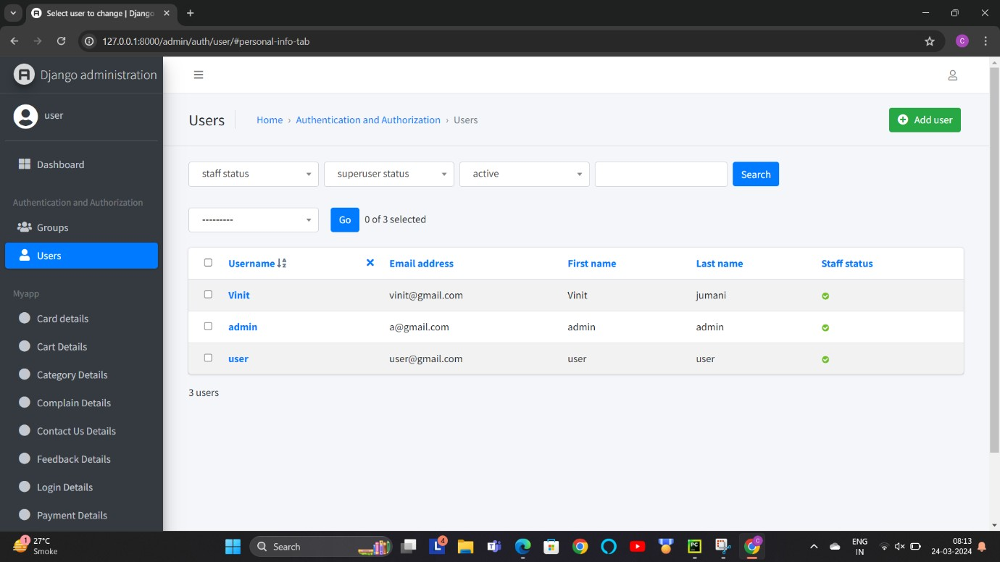 Select user to change | Django
127.0.0.1:8000/admin/auth/user/#personal-info-tab
C
Django administration
user
Dashboard
Authentication and Authorization
Groups
Users
Myapp
Card details
Cart Details
Category Details
Complain Details
Contact Us Details
Feedback Details
Login Details
Payment Details
Users
Home › Authentication and Authorization › Users
Add user
staff status superuser status active Search
--------- Go 0 of 3 selected
Username Email address First name Last name Staff status
Vinit vinit@gmail.com Vinit jumani
admin a@gmail.com admin admin
user user@gmail.com user user
3 users
1 27°C
Smoke
Search
L 4
PC
C
ENG
IN
08:13
24-03-2024